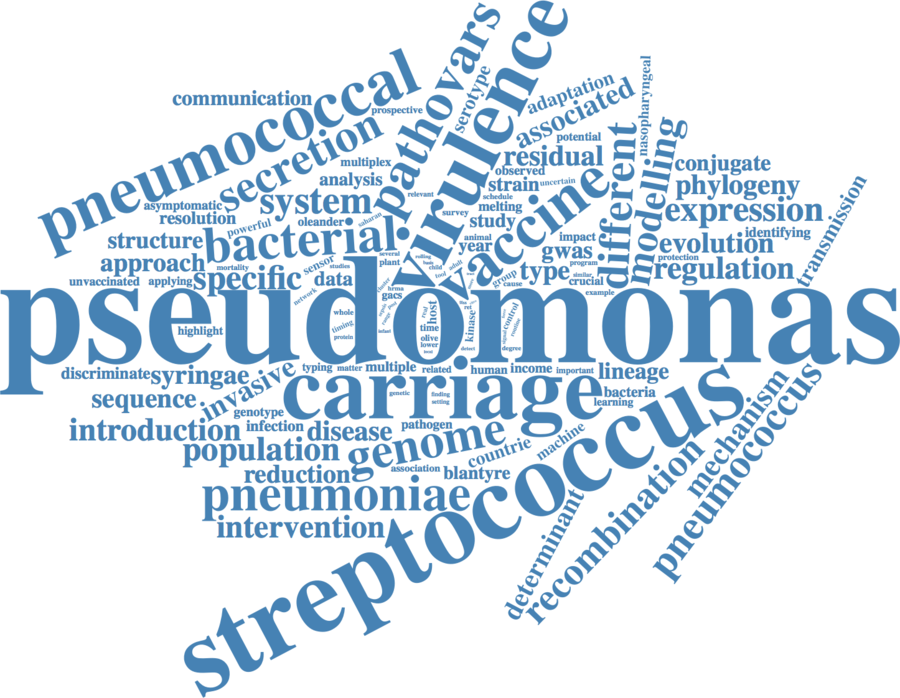 virulence
pathovars
pneumococcal
communication
prospective
serotype
adaptation
associated
nasopharyngeal
secretion
multiplex
analysis
relevant
potential
residual
observed
strain
uncertain
schedule
different
modelling
conjugate
phylogeny
asymptomatic
resolution
powerful
oleander
saharan
system
survey
melting
study
vaccine
expression
identifying
transmission
structure
bacterial
approach
specific
mortality
sensor
studies
several
plant
animal
year
gwas
impact
program
protection
evolution
regulation
unvaccinated
applying
data
network
type
similar
crucial
example
group
cause
child
adult
gacs
pseudomonas
highlight
whole
timing
protein
host
real
time
olive
lower
kinase
control
signal
routine
detect
degree
discriminate
syringae
invasive
typing
matter
multiple
related
human
income
important
lineage
bacteria
learning
sequence
genotype
carriage
genetic
finding
setting
introduction
infection
disease
pathogen
population
genome
countrie
machine
reduction
association
blantyre
pneumoniae
intervention
streptococcus
determinant
recombination
mechanism
pneumococcus